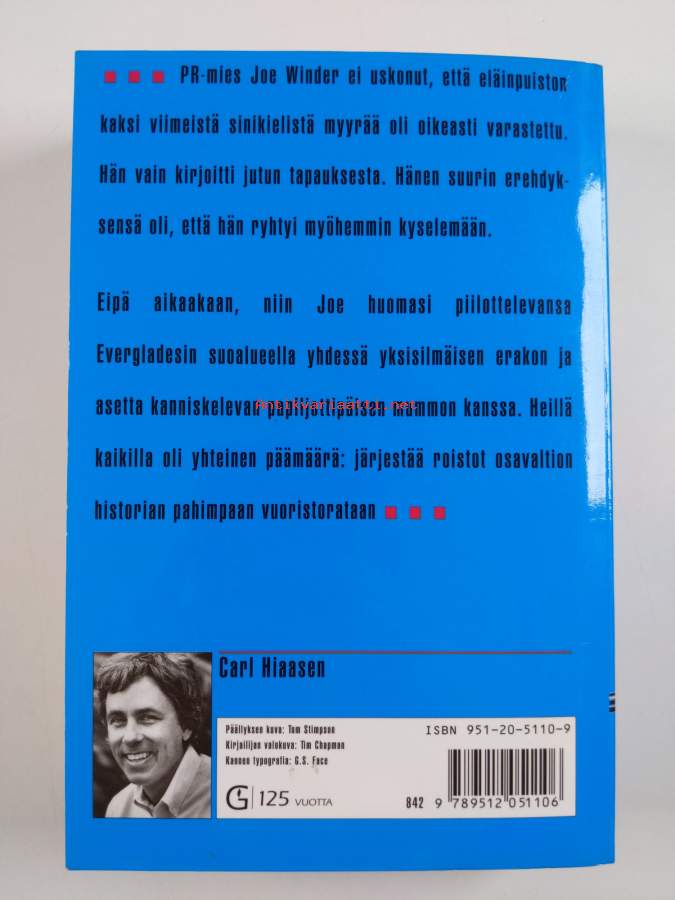 PR-mies Joe Winder ei uskonut, että eläinpuiston
kaksi viimeistä sinikielistä myyrää oli oikeasti varastettu.
Hän vain kirjoitti jutun tapauksesta. Hänen suurin erehdyk-
sensä oli, että hän ryhtyi myöhemmin kyselemään.
Eipä aikaakaan, niin Joe huomasi piilottelevansa
Evergladesin suoalueella yhdessä yksisilmäisen erakon ja
asetta kanniskelevan papiljottipäisen mummon kanssa. Heillä
Antikvariaatti.net
kaikilla oli yhteinen päämäärä: järjestää roistot osavaltion
historian pahimpaan vuoristorataan
Carl Hiaasen
Päällyksen kuva: Tom Stimpson
Kirjailijan valokuva: Tim Chapman
Kannen typografia: G.S. Face
G 125 VUOTTA
ISBN 951-20-5110-9
842 9 789512 051106